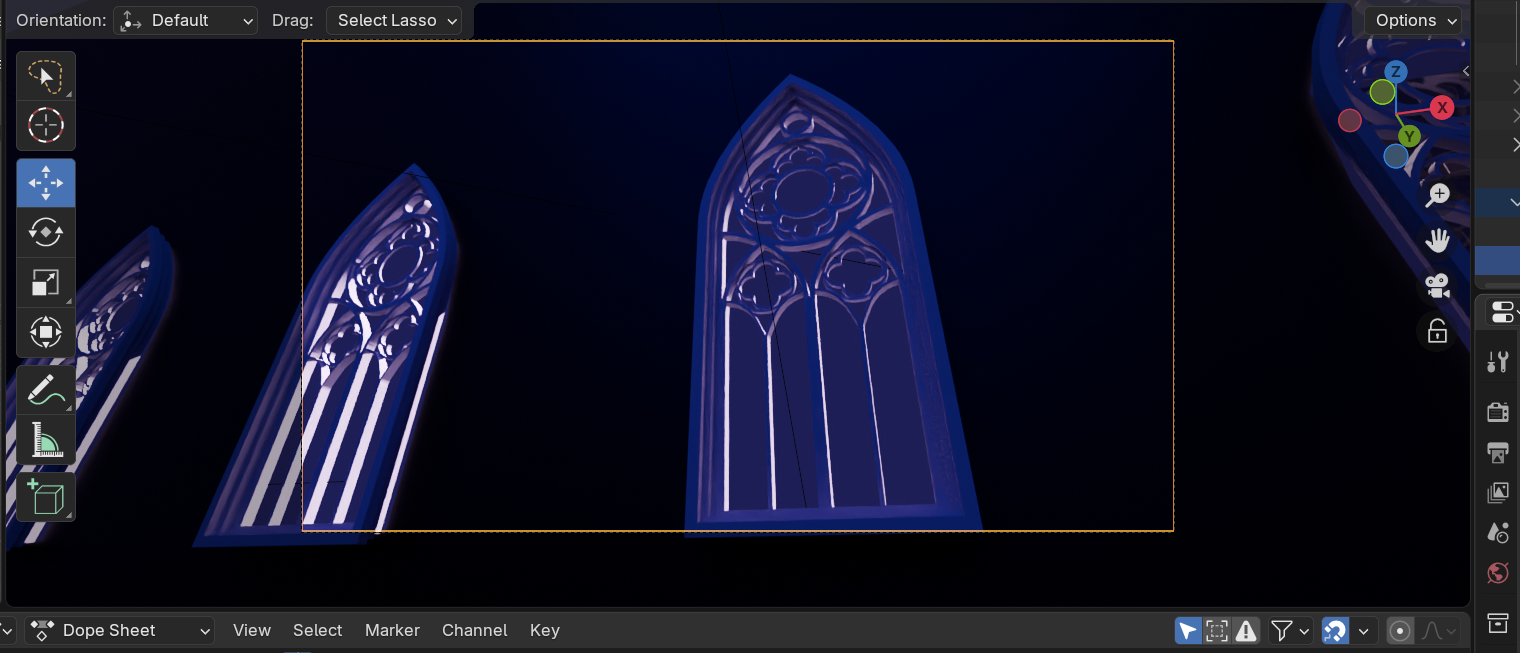 Orientation: Default Drag: Select Lasso Options
Z
X
Y
Dope Sheet View Select Marker Channel Key